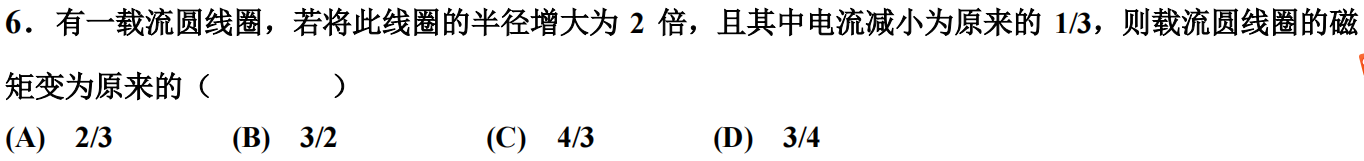 6． 有一载流圆线圈，若将此线圈的半径增大为 2 倍，且其中电流减小为原来的 1/3，则载流圆线圈的磁
矩变为原来的（ ）
(A) 2/3 (B) 3/2 (C) 4/3 (D) 3/4